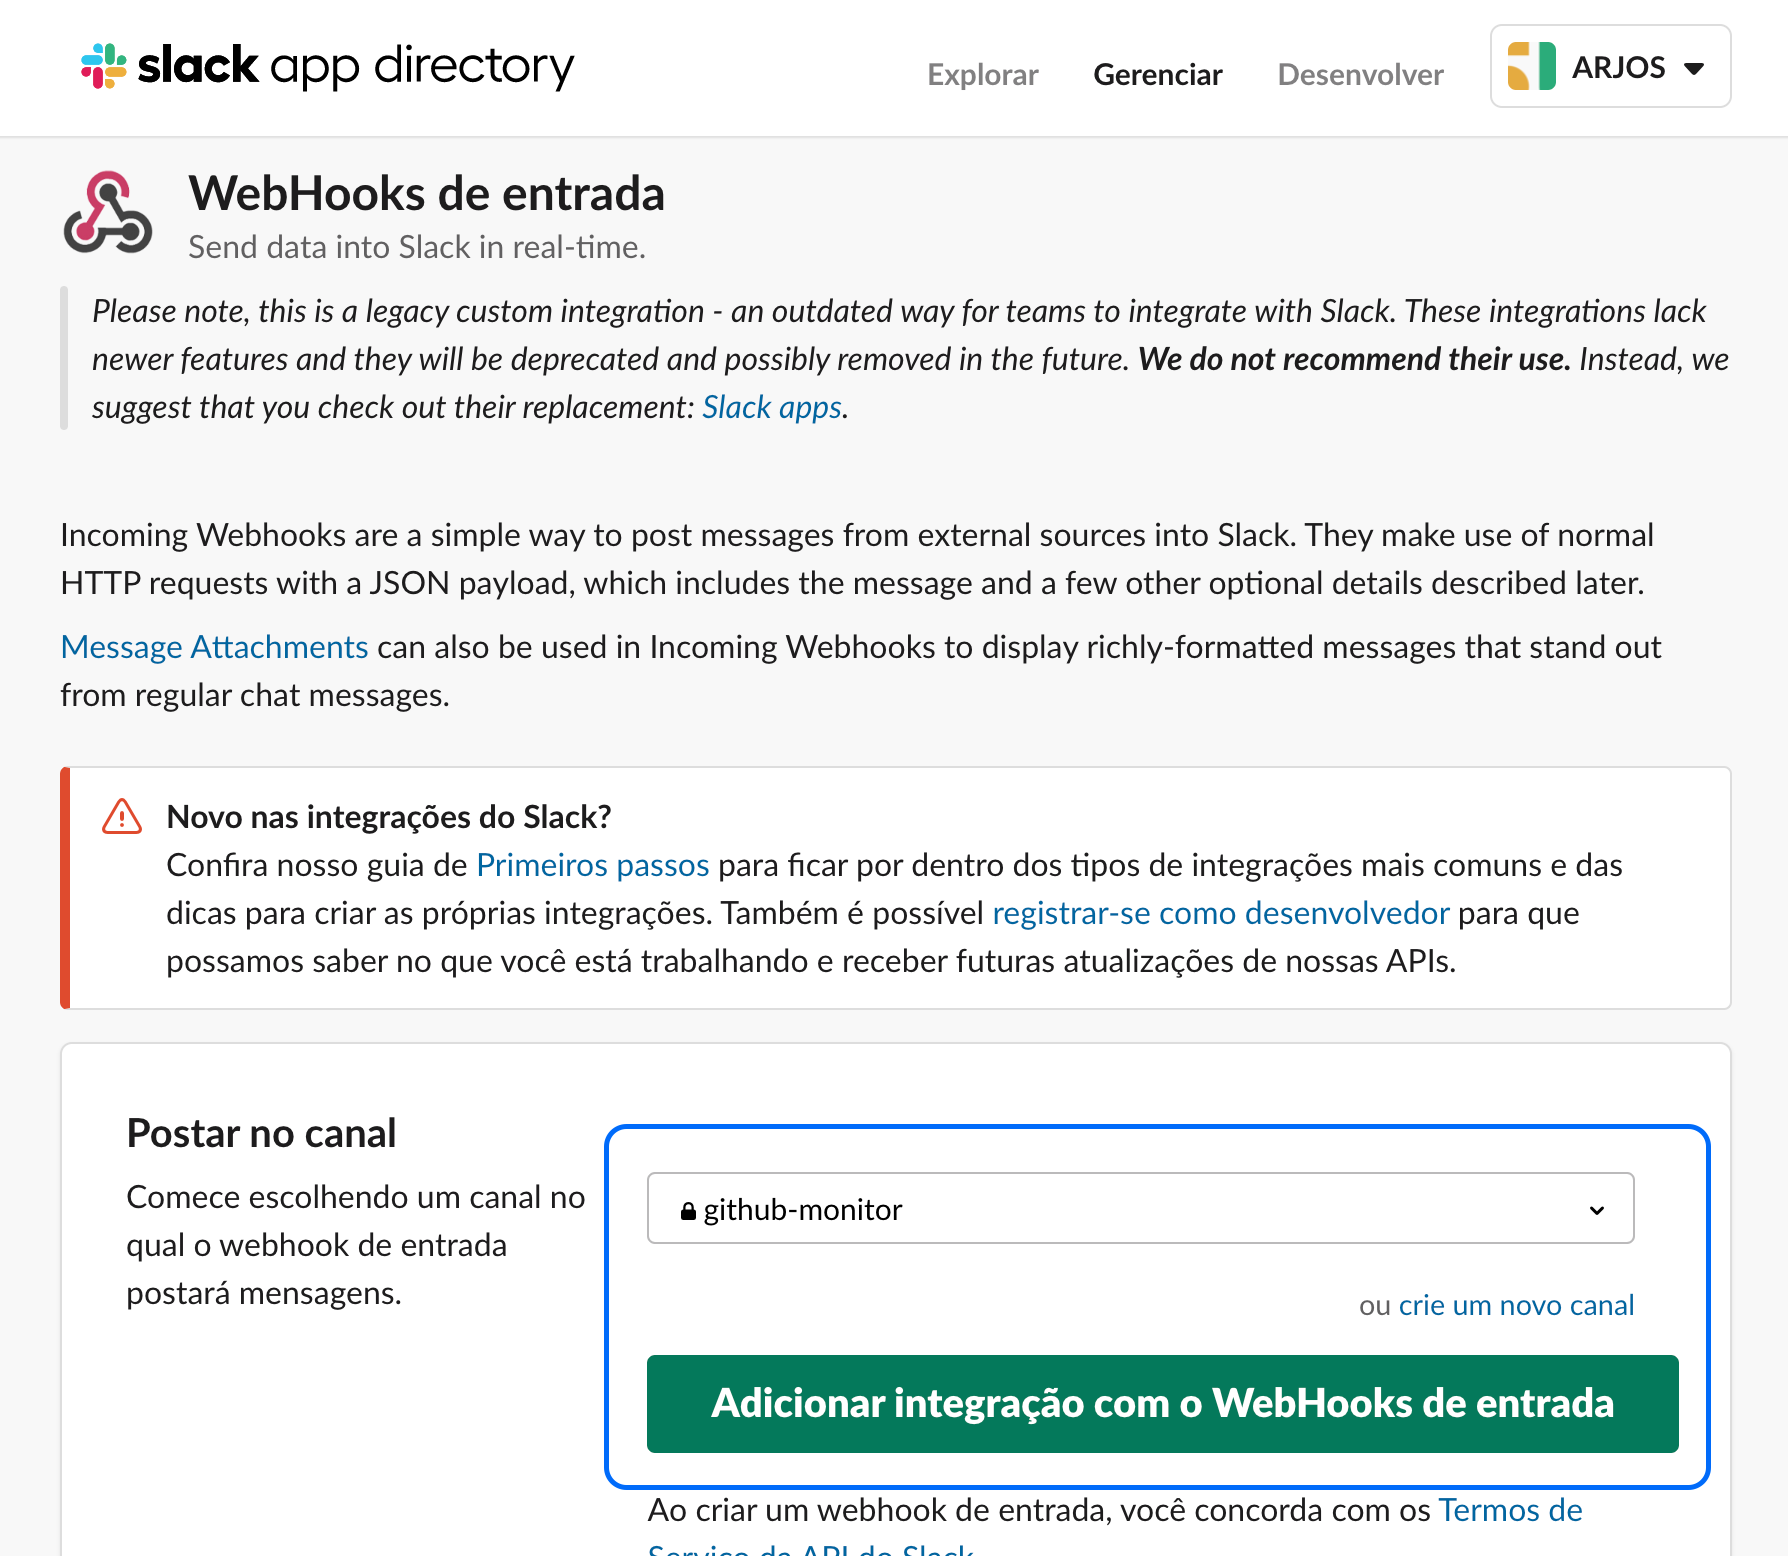 slack app directory
Explorar Gerenciar Desenvolver ARJOS
WebHooks de entrada
Send data into Slack in real-time.
Please note, this is a legacy custom integration - an outdated way for teams to integrate with Slack. These integrations lack
newer features and they will be deprecated and possibly removed in the future. We do not recommend their use. Instead, we
suggest that you check out their replacement: Slack apps.
Incoming Webhooks are a simple way to post messages from external sources into Slack. They make use of normal
HTTP requests with a JSON payload, which includes the message and a few other optional details described later.
Message Attachments can also be used in Incoming Webhooks to display richly-formatted messages that stand out
from regular chat messages.
Novo nas integrações do Slack?
Confira nosso guia de Primeiros passos para ficar por dentro dos tipos de integrações mais comuns e das
dicas para criar as próprias integrações. Também é possível registrar-se como desenvolvedor para que
possamos saber no que você está trabalhando e receber futuras atualizações de nossas APIs.
Postar no canal
Comece escolhendo um canal no
qual o webhook de entrada
postará mensagens.
github-monitor
ou crie um novo canal
Adicionar integração com o WebHooks de entrada
Ao criar um webhook de entrada, você concorda com os Termos de
Serviço da API do Slack